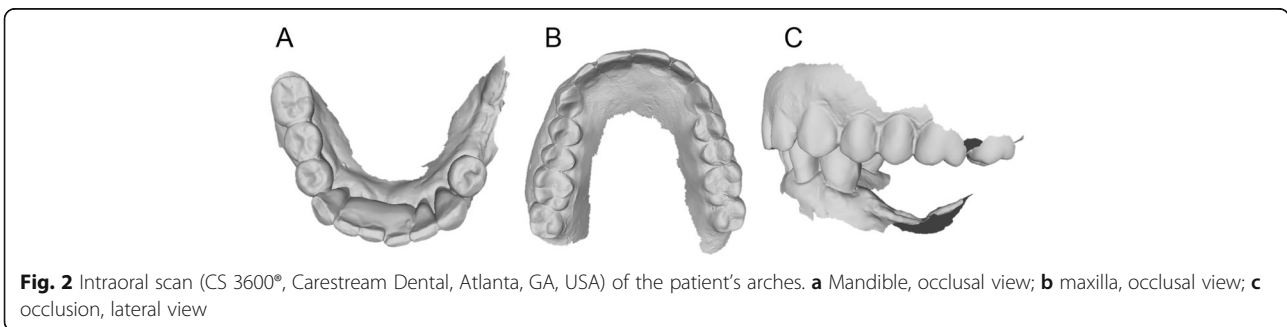 A
B
C
Fig. 2 Intraoral scan (CS 3600®, Carestream Dental, Atlanta, GA, USA) of the patient's arches. a Mandible, occlusal view; b maxilla, occlusal view; c
occlusion, lateral view